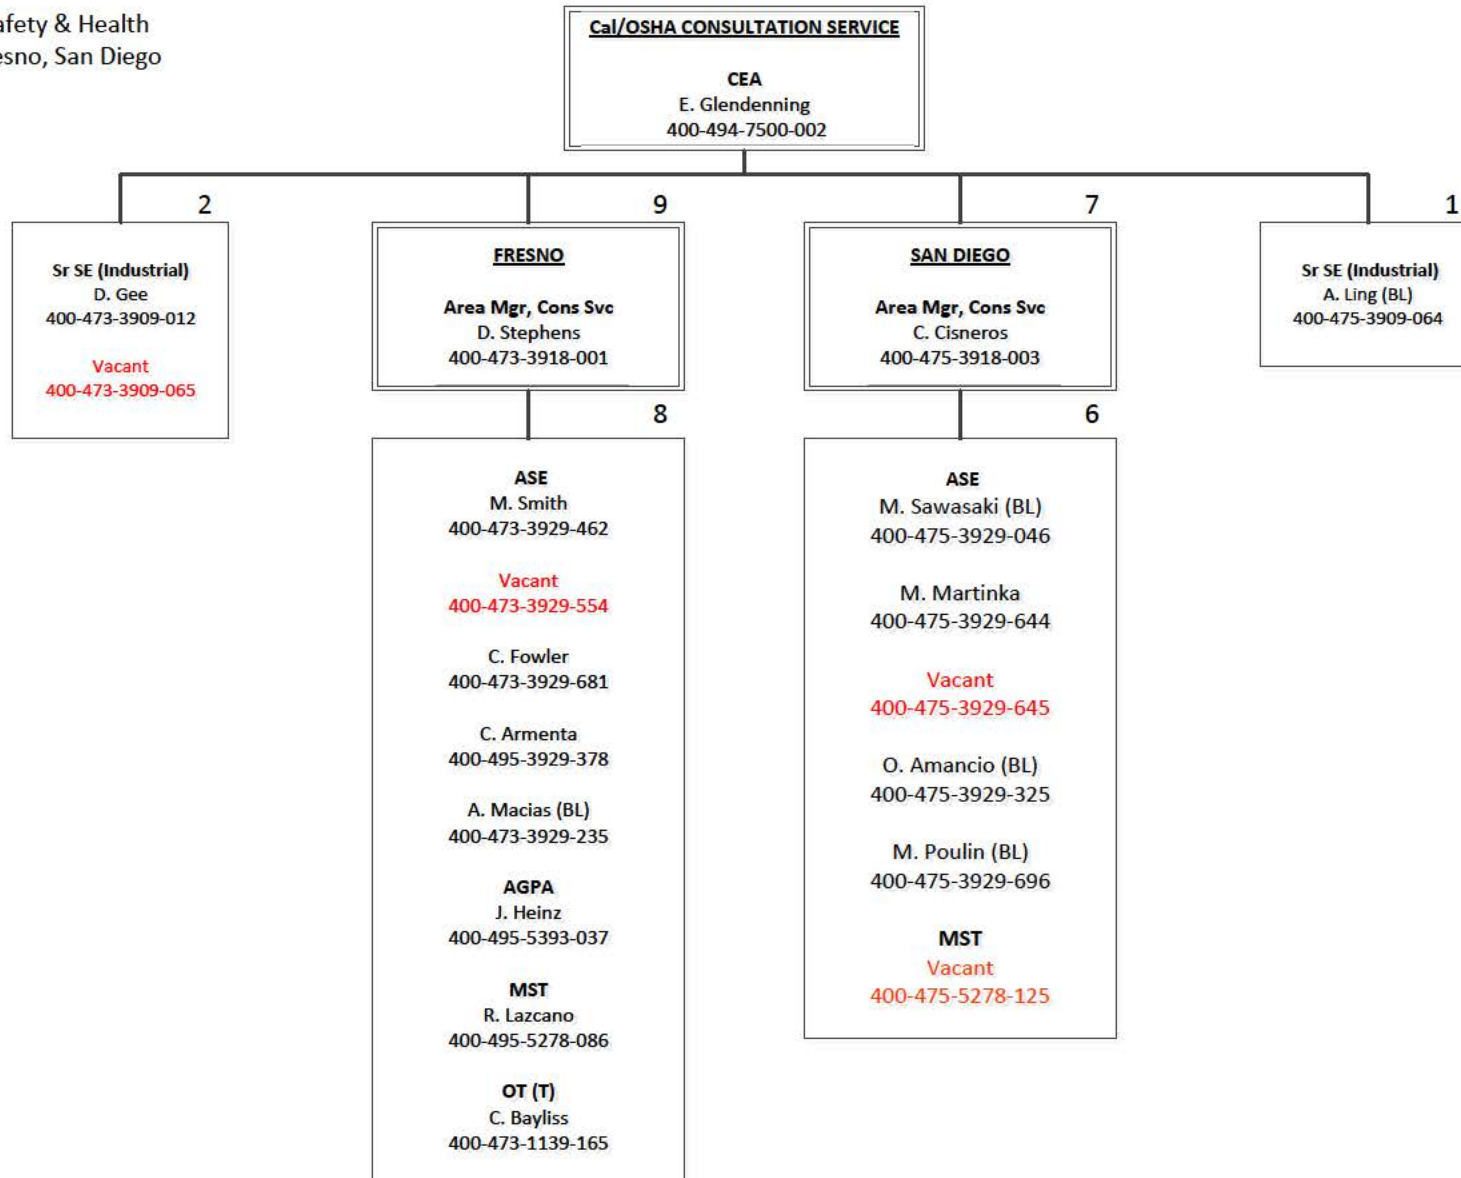 afety & Health
esno, San Diego
Cal/OSHA CONSULTATION SERVICE
CEA
E. Glendenning
400-494-7500-002
2
Sr SE (Industrial)
D. Gee
400-473-3909-012
Vacant
400-473-3909-065
9
FRESNO
Area Mgr, Cons Svc
D. Stephens
400-473-3918-001
8
ASE
M. Smith
400-473-3929-462
Vacant
400-473-3929-554
C. Fowler
400-473-3929-681
C. Armenta
400-495-3929-378
A. Macias (BL)
400-473-3929-235
AGPA
J. Heinz
400-495-5393-037
MST
R. Lazcano
400-495-5278-086
OT (T)
C. Bayliss
400-473-1139-165
7
SAN DIEGO
Area Mgr, Cons Svc
C. Cisneros
400-475-3918-003
6
ASE
M. Sawasaki (BL)
400-475-3929-046
M. Martinka
400-475-3929-644
Vacant
400-475-3929-645
O. Amancio (BL)
400-475-3929-325
M. Poulin (BL)
400-475-3929-696
MST
Vacant
400-475-5278-125
1
Sr SE (Industrial)
A. Ling (BL)
400-475-3909-064